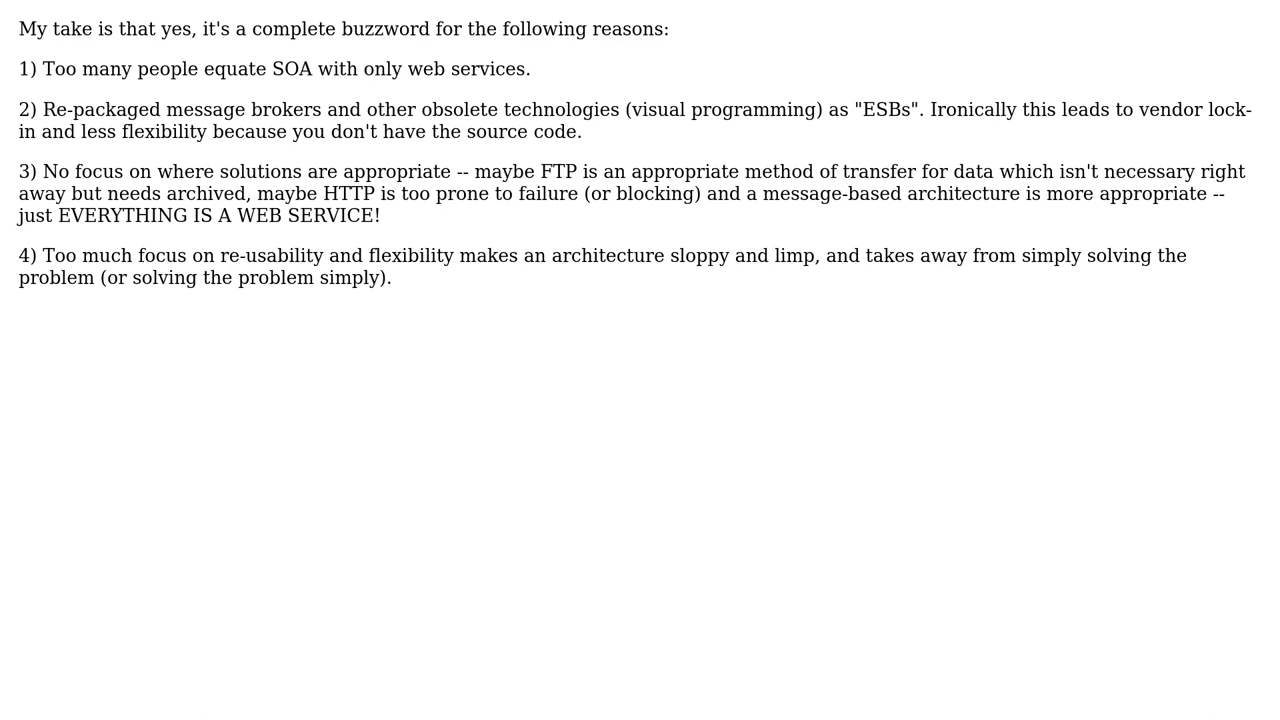 My take is that yes, it's a complete buzzword for the following reasons:
1) Too many people equate SOA with only web services.
2) Re-packaged message brokers and other obsolete technologies (visual programming) as "ESBs". Ironically this leads to vendor lock-
in and less flexibility because you don't have the source code.
3) No focus on where solutions are appropriate -- maybe FTP is an appropriate method of transfer for data which isn't necessary right
away but needs archived, maybe HTTP is too prone to failure (or blocking) and a message-based architecture is more appropriate --
just EVERYTHING IS A WEB SERVICE!
4) Too much focus on re-usability and flexibility makes an architecture sloppy and limp, and takes away from simply solving the
problem (or solving the problem simply).